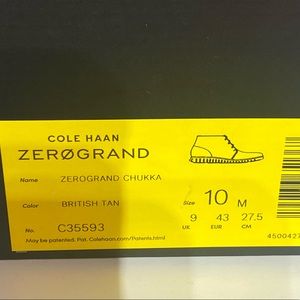 COLE HAAN
ZERØGRAND
Name ZEROGRAND CHUKKA
Color BRITISH TAN
No. C35593
Size 10 M
9 43 27.5
UK EUR CM
May be patented. Pat. Colehaan.com/Patents.html
4500427